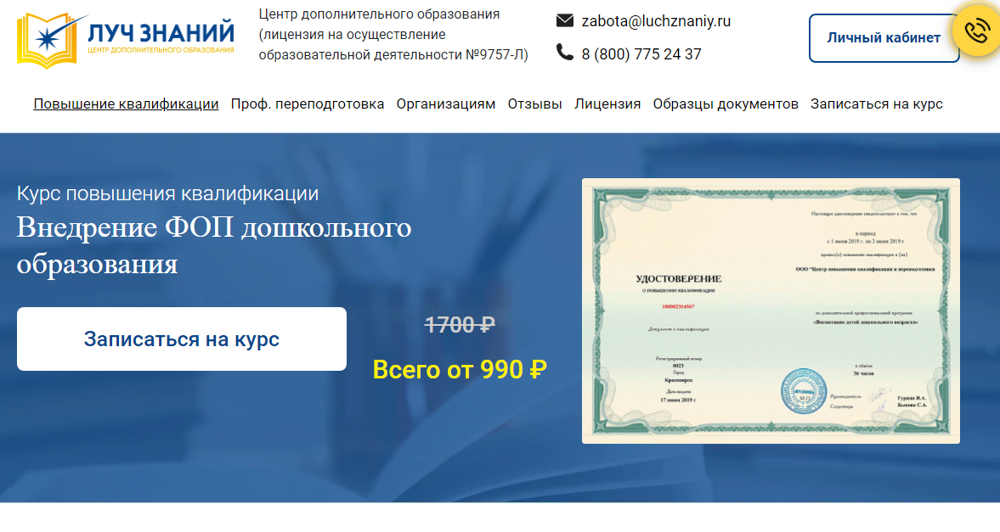 ЛУЧ ЗНАНИЙ
ЦЕНТР ДОПОЛНИТЕЛЬНОГО ОБРАЗОВАНИЯ
Центр дополнительного образования
(лицензия на осуществление
образовательной деятельности №9757-Л)
zabota@luchznaniy.ru
8 (800) 775 24 37
Личный кабинет
Повышение квалификации Проф. переподготовка Организациям Отзывы Лицензия Образцы документов Записаться на курс
Курс повышения квалификации
Внедрение ФОП дошкольного
образования
Записаться на курс
1700 ₽
Всего от 990 ₽
УДОСТОВЕРЕНИЕ
О ПОВЫШЕНИИ КВАЛИФИКАЦИИ
180002314567
Документ о квалификации
Регистрационный номер
0023
Город
Красноярск
Дата выдачи
17 июня 2019 г
Настоящее удостоверение свидетельствует о том, что
в период
с 1 июня 2019 г. по 3 июня 2019 г
прошел(а) повышение квалификации в (на)
ООО "Центр повышения квалификации и переподготовки
по дополнительной профессиональной программе
«Воспитание детей дошкольного возраста»
в объёме
36 часов
М.П.
Руководитель
Гурина И.А.
Секретарь
Быкова С.А.